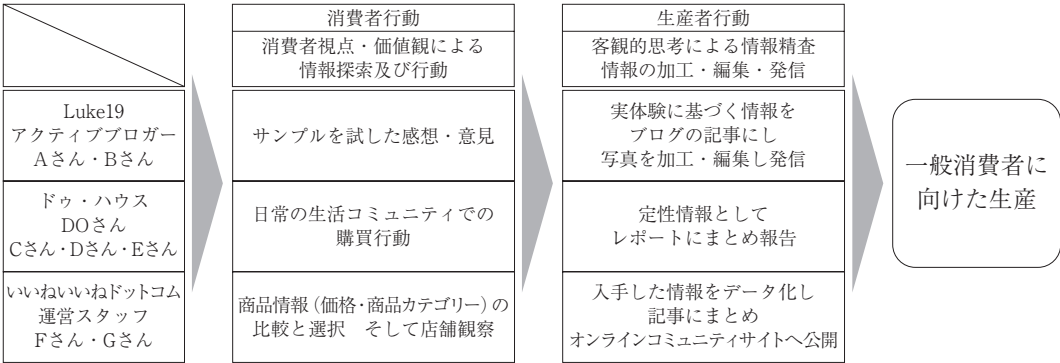 消費者行動
消費者視点・価値観による
情報探索及び行動
生産者行動
客観的思考による情報精査
情報の加工・編集・発信
Luke19
アクティブブロガー
Aさん・Bさん
サンプルを試した感想・意見
実体験に基づく情報を
ブログの記事にし
写真を加工・編集し発信
ドゥ・ハウス
DOさん
Cさん・Dさん・Eさん
日常の生活コミュニティでの
購買行動
定性情報として
レポートにまとめ報告
いいねいいねドットコム
運営スタッフ
Fさん・Gさん
商品情報（価格・商品カテゴリー）の
比較と選択　そして店舗観察
入手した情報をデータ化し
記事にまとめ
オンラインコミュニティサイトへ公開
一般消費者に
向けた生産